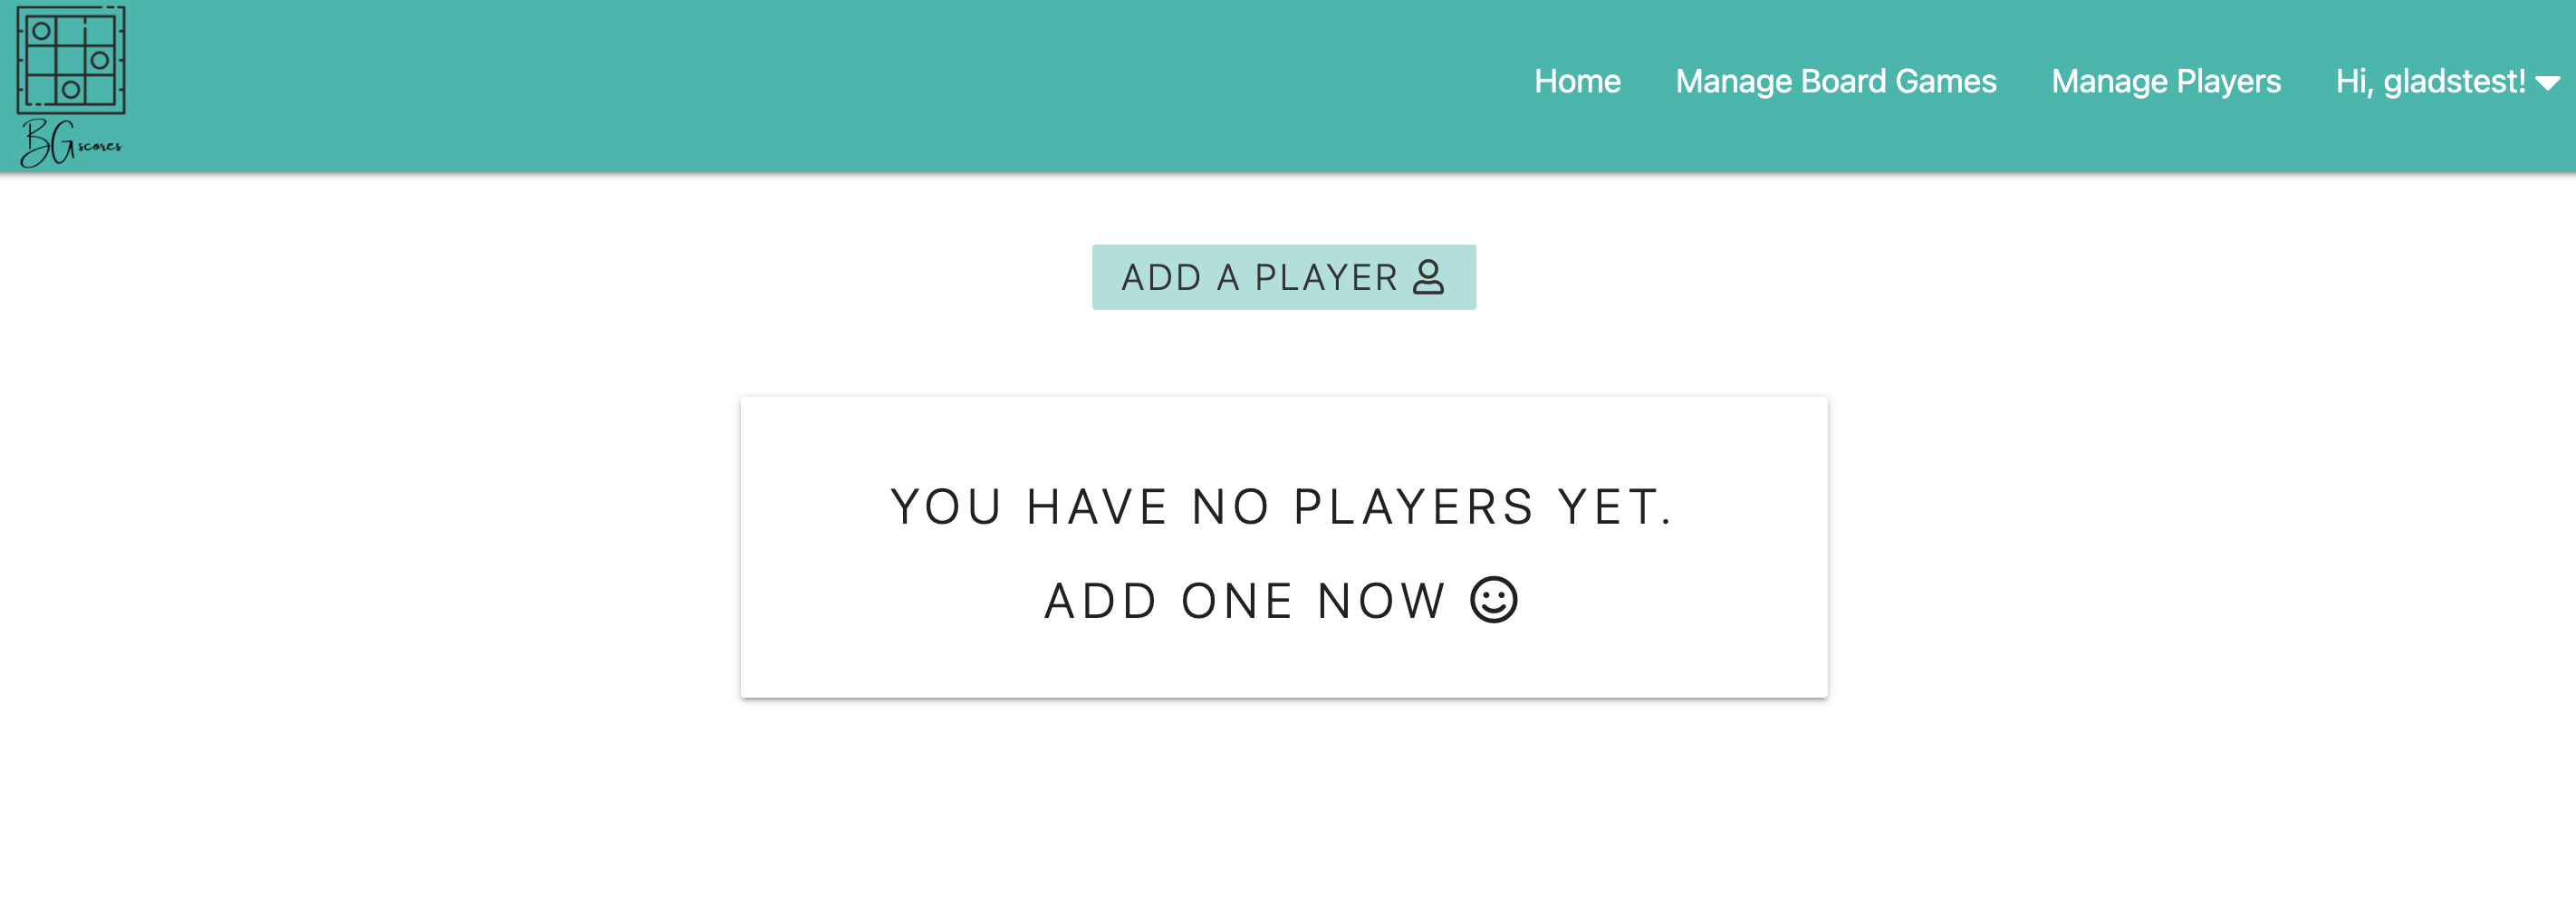 BG scores
Home
Manage Board Games
Manage Players
Hi, gladstest!
ADD A PLAYER
YOU HAVE NO PLAYERS YET.
ADD ONE NOW